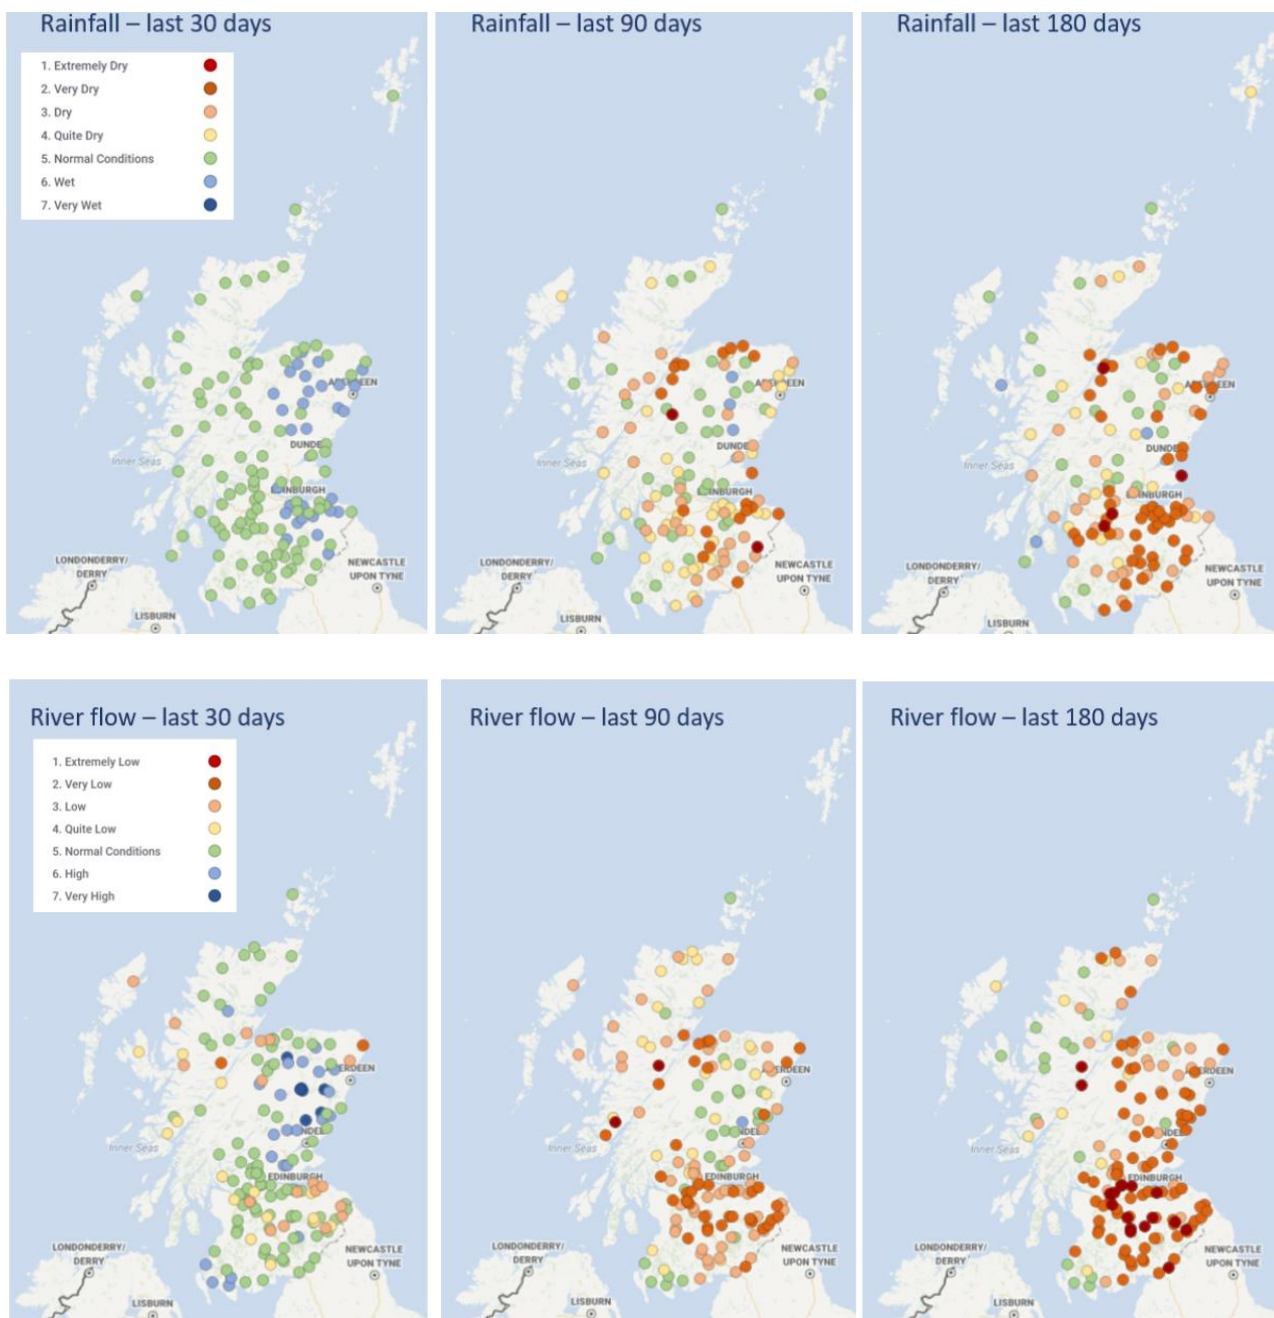 Rainfall – last 30 days
1. Extremely Dry
2. Very Dry
3. Dry
4. Quite Dry
5. Normal Conditions
6. Wet
7. Very Wet
DUNDE
Inner Seas
LONDONDERRY/
DERRY
NEWCASTLE
UPON TYNE
LISBURN
Rainfall – last 90 days
DUNDE
Inner Seas
LONDONDERRY/
DERRY
NEWCASTLE
UPON TYNE
LISBURN
Rainfall – last 180 days
DUNDE
Inner Seas
LONDONDERRY/
DERRY
NEWCASTLE
UPON TYNE
LISBURN
River flow – last 30 days
1. Extremely Low
2. Very Low
3. Low
4. Quite Low
5. Normal Conditions
6. High
7. Very High
Inner Seas
EDINBURGH
LONDONDERRY/
DERRY
NEWCASTLE
UPON TYNE
LISBURN
River flow – last 90 days
Inner Seas
EDINBURGH
LONDONDERRY/
DERRY
NEWCASTLE
UPON TYNE
LISBURN
River flow – last 180 days
Inner Seas
EDINBURGH
LONDONDERRY/
DERRY
NEWCASTLE
UPON TYNE
LISBURN